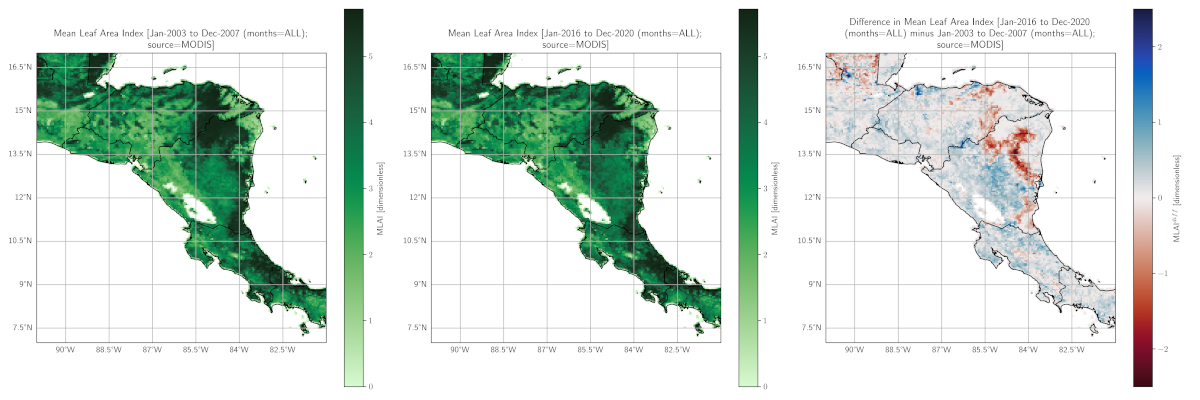 Mean Leaf Area Index [Jan-2003 to Dec-2007 (months=ALL);
source=MODIS]
16.5°N
15°N
13.5°N
12°N
10.5°N
9°N
7.5°N
90°W
88.5°W
87°W
85.5°W
84°W
82.5°W
5
4
3
2
1
0
MLAI [dimensionless]
Mean Leaf Area Index [Jan-2016 to Dec-2020 (months=ALL);
source=MODIS]
16.5°N
15°N
13.5°N
12°N
10.5°N
9°N
7.5°N
90°W
88.5°W
87°W
85.5°W
84°W
82.5°W
5
4
3
2
1
0
MLAI [dimensionless]
Difference in Mean Leaf Area Index [Jan-2016 to Dec-2020
(months=ALL) minus Jan-2003 to Dec-2007 (months=ALL);
source=MODIS]
16.5°N
15°N
13.5°N
12°N
10.5°N
9°N
7.5°N
90°W
88.5°W
87°W
85.5°W
84°W
82.5°W
2
1
0
−1
−2
MLAI^diff [dimensionless]